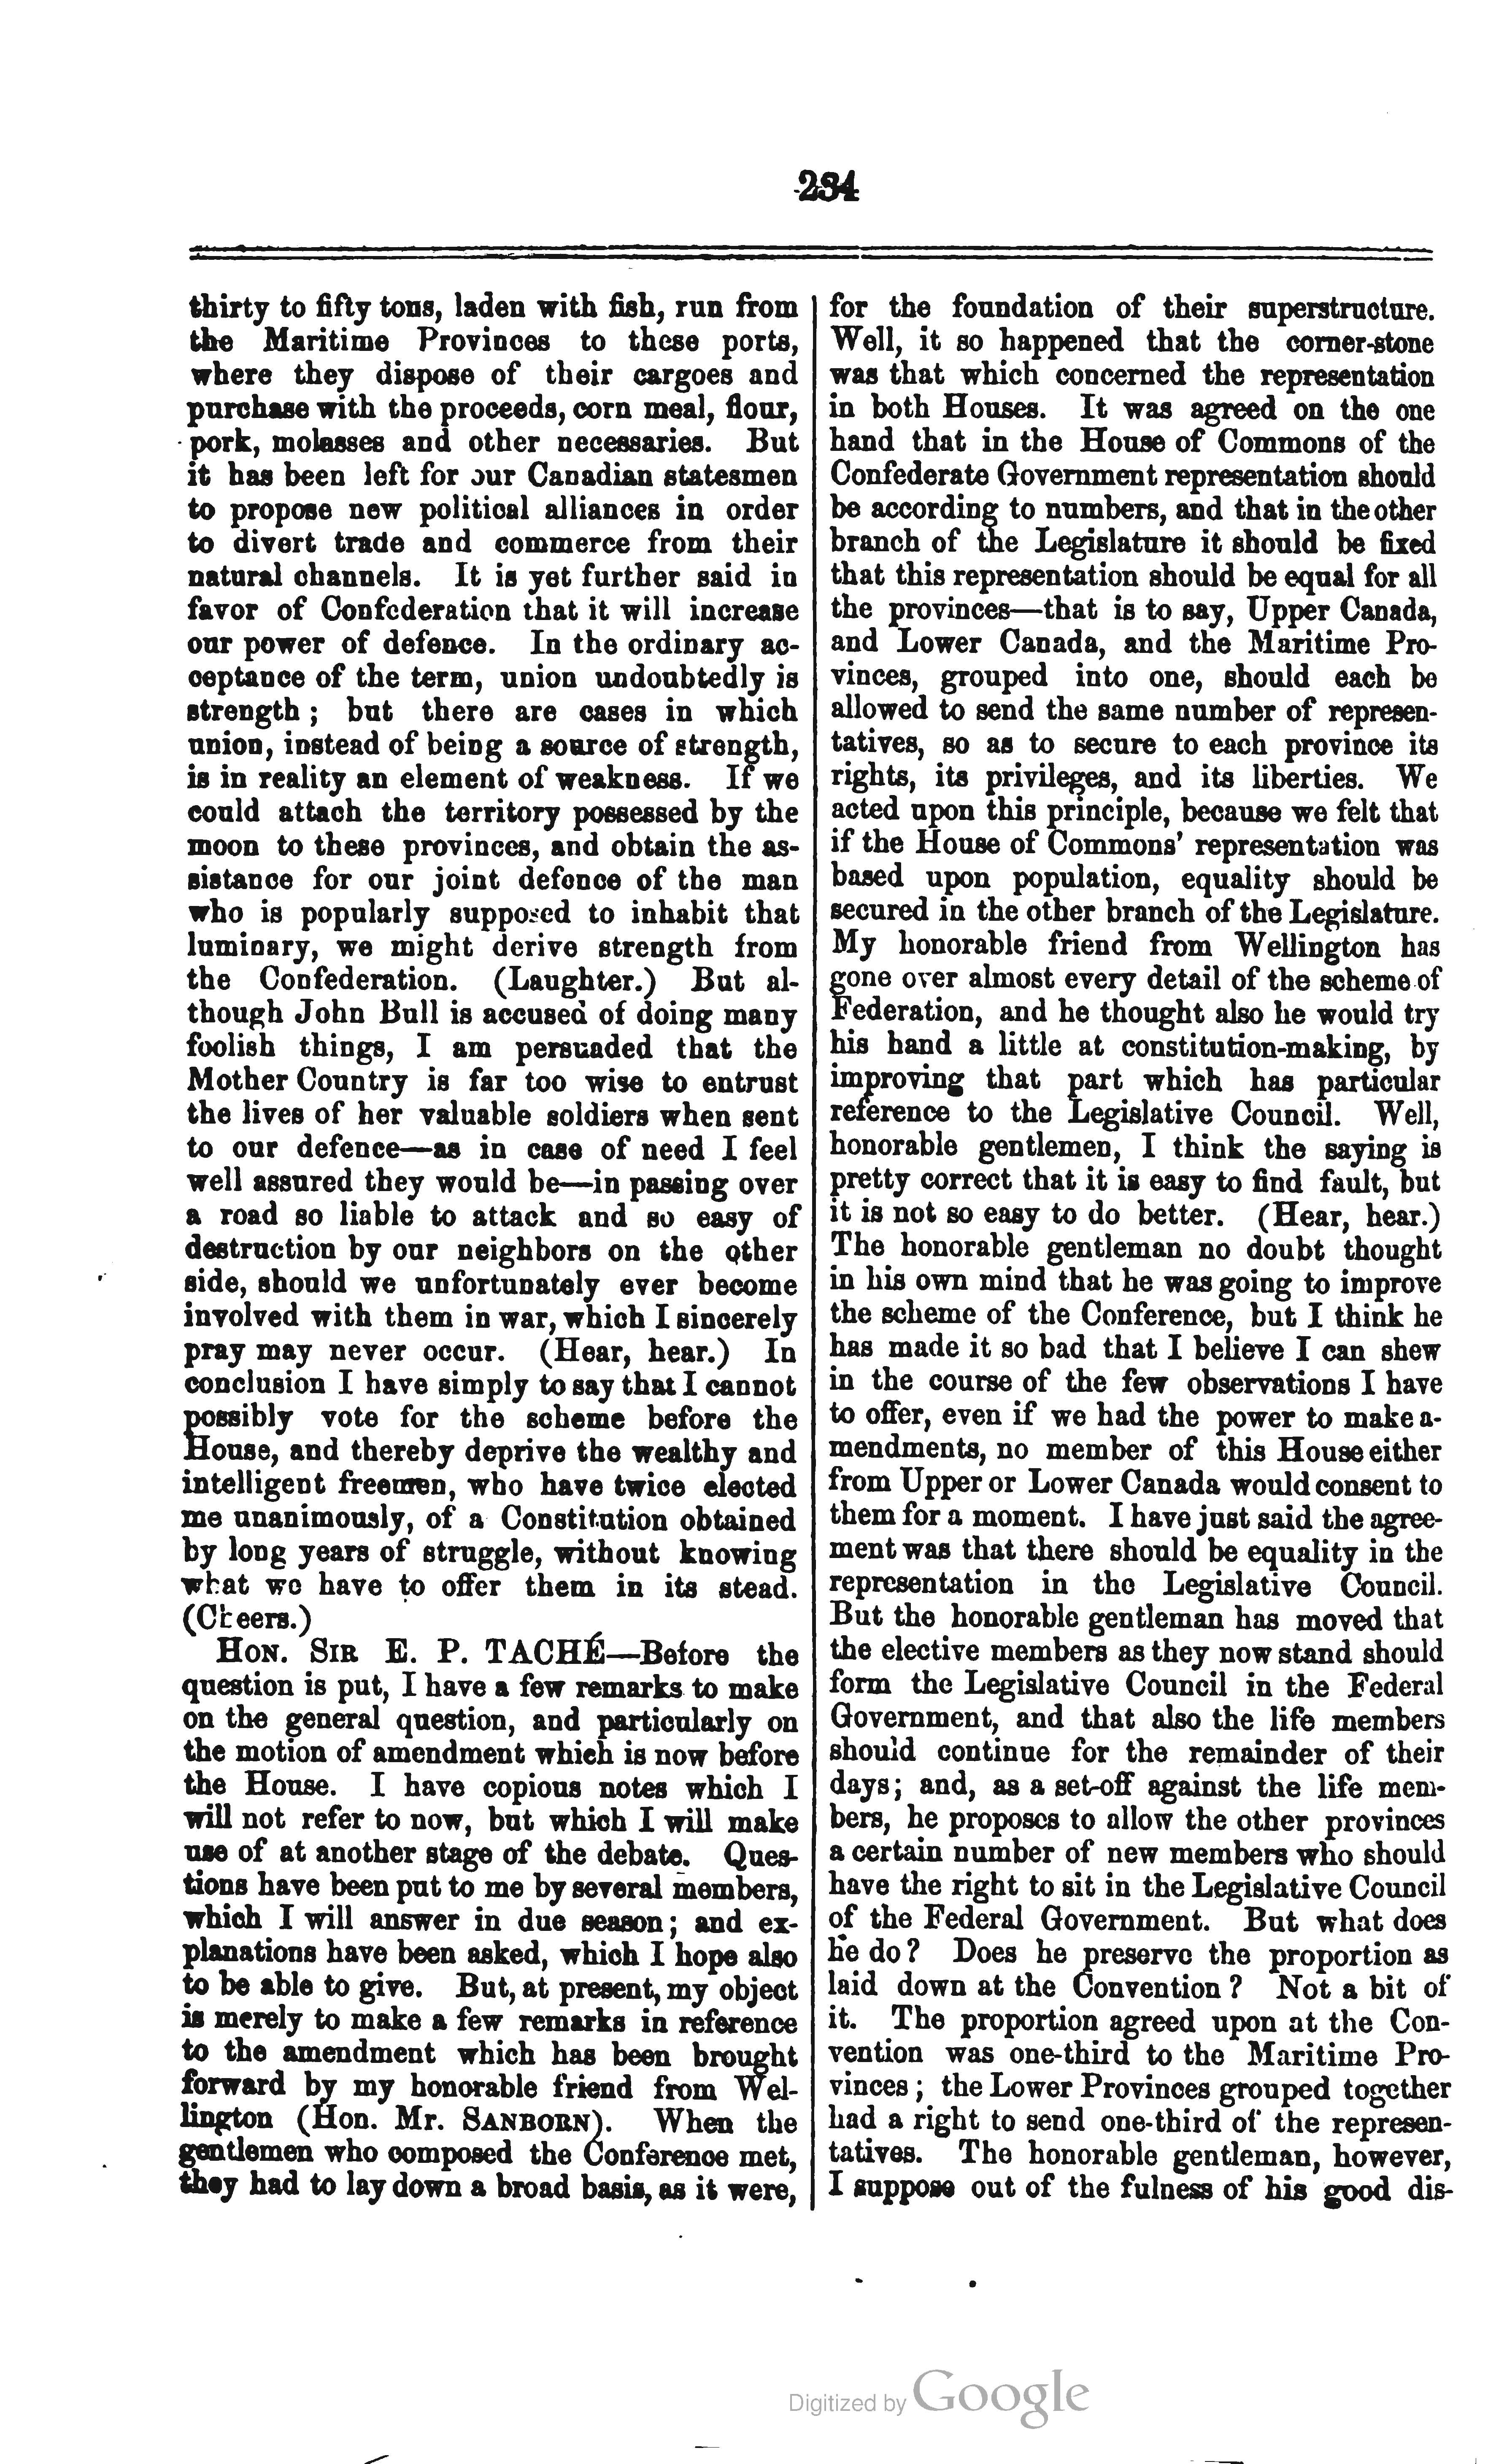 234
thirty to fifty tons, laden with fish, run from
the Maritime Provinces to these ports,
where they dispose of their cargoes and
purchase with the proceeds, corn meal, flour,
pork, molasses and other necessaries. But
it has been left for our Canadian statesmen
to propose new political alliances in order
to divert trade and commerce from their
natural channels. It is yet further said in
favor of Confederation that it will increase
our power of defence. In the ordinary ac-
ceptance of the term, union undoubtedly is
strength; but there are cases in which
union, instead of being a source of strength,
is in reality an element of weakness. If we
could attach the territory possessed by the
moon to these provinces, and obtain the as-
sistance for our joint defence of the man
who is popularly supposed to inhabit that
luminary, we might derive strength from
the Confederation. (Laughter.) But al-
though John Bull is accused of doing many
foolish things, I am persuaded that the
Mother Country is far too wise to entrust
the lives of her valuable soldiers when sent
to our defence—as in case of need I feel
well assured they would be—in passing over
a road so liable to attack and so easy of
destruction by our neighbors on the other
side, should we unfortunately ever become
involved with them in war, which I sincerely
pray may never occur. (Hear, hear.) In
conclusion I have simply to say that I cannot
possibly vote for the scheme before the
House, and thereby deprive the wealthy and
intelligent freemen, who have twice elected
me unanimously, of a Constitution obtained
by long years of struggle, without knowing
what we have to offer them in its stead.
(Cheers.)
HON. SIR E. P. TACHÉ—Before the
question is put, I have a few remarks to make
on the general question, and particularly on
the motion of amendment which is now before
the House. I have copious notes which I
will not refer to now, but which I will make
use of at another stage of the debate. Ques-
tions have been put to me by several members,
which I will answer in due season; and ex-
planations have been asked, which I hope also
to be able to give. But, at present, my object
is merely to make a few remarks in reference
to the amendment which has been brought
forward by my honorable friend from Wel-
lington (Hon. Mr. SANBORN). When the
gentlemen who composed the Conference met,
they had to lay down a broad basis, as it were,
for the foundation of their superstructure.
Well, it so happened that the corner-stone
was that which concerned the representation
in both Houses. It was agreed on the one
hand that in the House of Commons of the
Confederate Government representation should
be according to numbers, and that in the other
branch of the Legislature it should be fixed
that this representation should be equal for all
the provinces—that is to say, Upper Canada,
and Lower Canada, and the Maritime Pro-
vinces, grouped into one, should each be
allowed to send the same number of represen-
tatives, so as to secure to each province its
rights, its privileges, and its liberties. We
acted upon this principle, because we felt that
if the House of Commons' representation was
based upon population, equality should be
secured in the other branch of the Legislature.
My honorable friend from Wellington has
gone over almost every detail of the scheme of
Federation, and he thought also he would try
his hand a little at constitution-making, by
improving that part which has particular
reference to the Legislative Council. Well,
honorable gentlemen, I think the saying is
pretty correct that it is easy to find fault, but
it is not so easy to do better. (Hear, hear.)
The honorable gentleman no doubt thought
in his own mind that he was going to improve
the scheme of the Conference, but I think he
has made it so bad that I believe I can shew
in the course of the few observations I have
to offer, even if we had the power to make a-
mendments, no member of this House either
from Upper or Lower Canada would consent to
them for a moment. I have just said the agree-
ment was that there should be equality in the
representation in the Legislative Council.
But the honorable gentleman has moved that
the elective members as they now stand should
form the Legislative Council in the Federal
Government, and that also the life members
should continue for the remainder of their
days; and, as a set-off against the life mem-
bers, he proposes to allow the other provinces
a certain number of new members who should
have the right to sit in the Legislative Council
of the Federal Government. But what does
he do? Does he preserve the proportion as
laid down at the Convention? Not a bit of
it. The proportion agreed upon at the Con-
vention was one-third to the Maritime Pro-
vinces; the Lower Provinces grouped together
had a right to send one-third of the represen-
tatives. The honorable gentleman, however,
I suppose out of the fulness of his good dis-
Digitized by Google